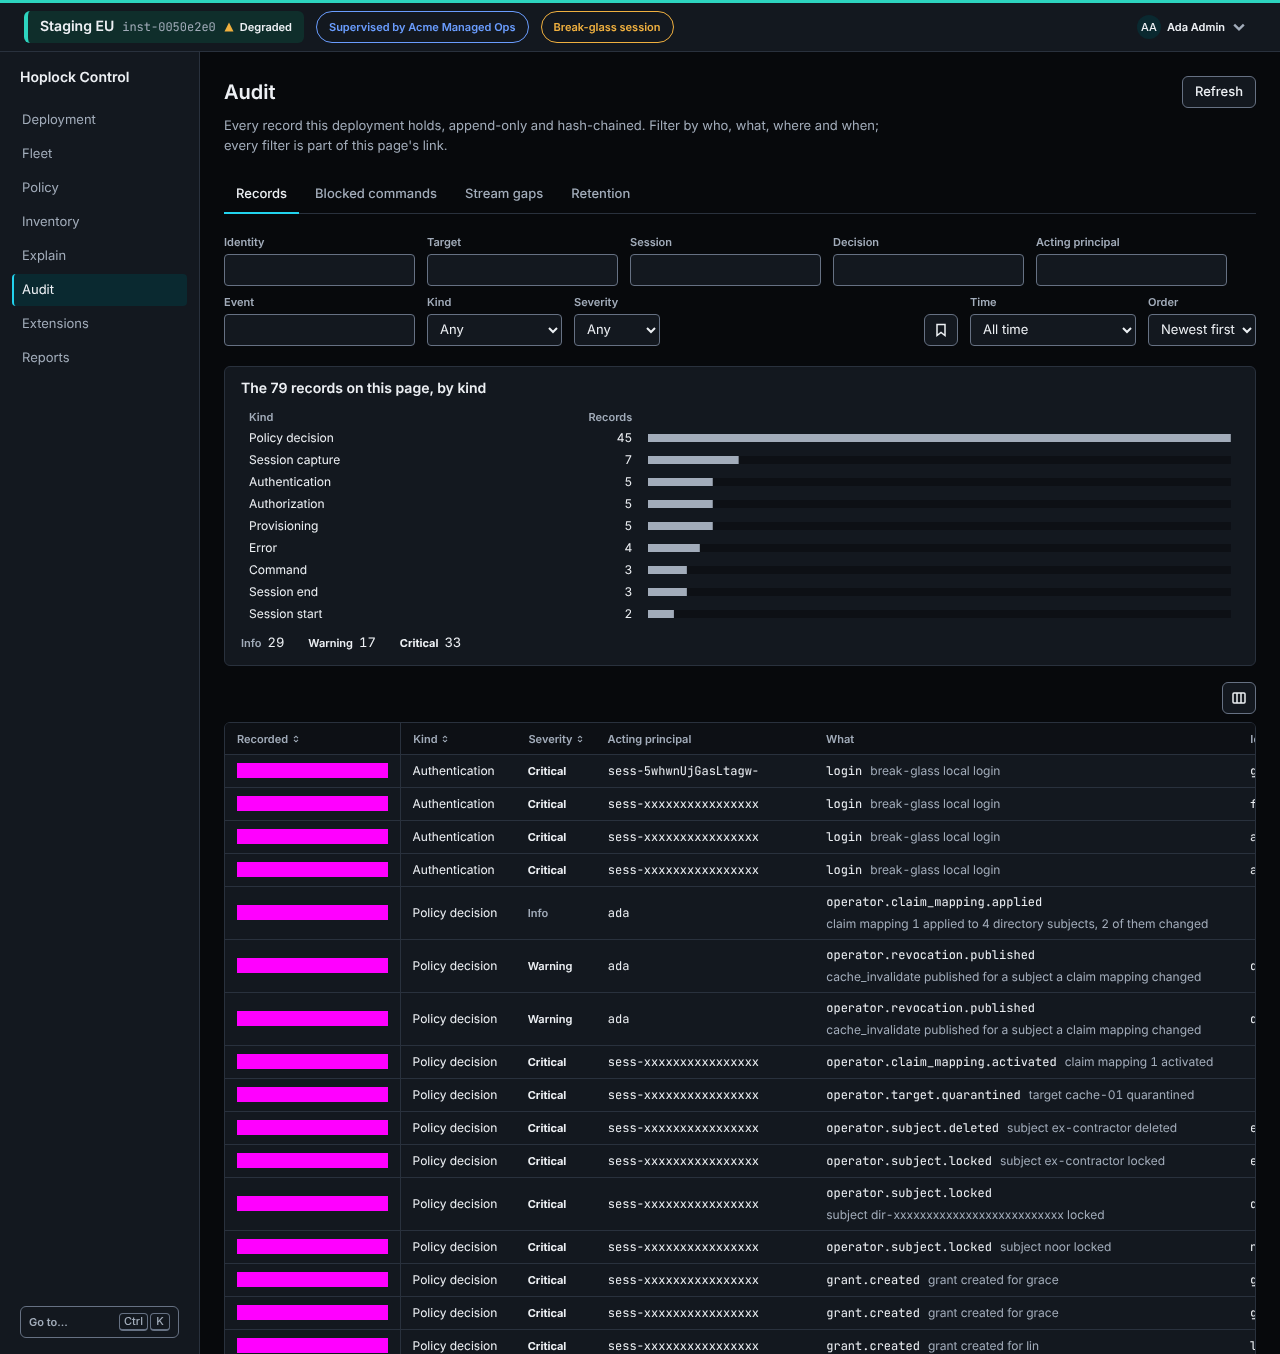 Staging EU inst-0050e2e0 Degraded Supervised by Acme Managed Ops Break-glass session AA Ada Admin
Hoplock Control
Deployment
Fleet
Policy
Inventory
Explain
Audit
Extensions
Reports
Go to... Ctrl K
Audit
Refresh
Every record this deployment holds, append-only and hash-chained. Filter by who, what, where and when;
every filter is part of this page's link.
Records Blocked commands Stream gaps Retention
Identity Target Session Decision Acting principal
Event Kind Severity Time Order
Any Any All time Newest first
The 79 records on this page, by kind
Kind Records
Policy decision 45
Session capture 7
Authentication 5
Authorization 5
Provisioning 5
Error 4
Command 3
Session end 3
Session start 2
Info 29 Warning 17 Critical 33
Recorded Kind Severity Acting principal What
Authentication Critical sess-5whwnUjGasLtagw- login break-glass local login
Authentication Critical sess-xxxxxxxxxxxxxxxx login break-glass local login
Authentication Critical sess-xxxxxxxxxxxxxxxx login break-glass local login
Authentication Critical sess-xxxxxxxxxxxxxxxx login break-glass local login
Policy decision Info ada operator.claim_mapping.applied
claim mapping 1 applied to 4 directory subjects, 2 of them changed
Policy decision Warning ada operator.revocation.published
cache_invalidate published for a subject a claim mapping changed
Policy decision Warning ada operator.revocation.published
cache_invalidate published for a subject a claim mapping changed
Policy decision Critical sess-xxxxxxxxxxxxxxxx operator.claim_mapping.activated claim mapping 1 activated
Policy decision Critical sess-xxxxxxxxxxxxxxxx operator.target.quarantined target cache-01 quarantined
Policy decision Critical sess-xxxxxxxxxxxxxxxx operator.subject.deleted subject ex-contractor deleted
Policy decision Critical sess-xxxxxxxxxxxxxxxx operator.subject.locked subject ex-contractor locked
Policy decision Critical sess-xxxxxxxxxxxxxxxx operator.subject.locked
subject dir-xxxxxxxxxxxxxxxxxxxxxxxxxx locked
Policy decision Critical sess-xxxxxxxxxxxxxxxx operator.subject.locked subject noor locked
Policy decision Critical sess-xxxxxxxxxxxxxxxx grant.created grant created for grace
Policy decision Critical sess-xxxxxxxxxxxxxxxx grant.created grant created for grace
Policy decision Critical sess-xxxxxxxxxxxxxxxx grant.created grant created for lin